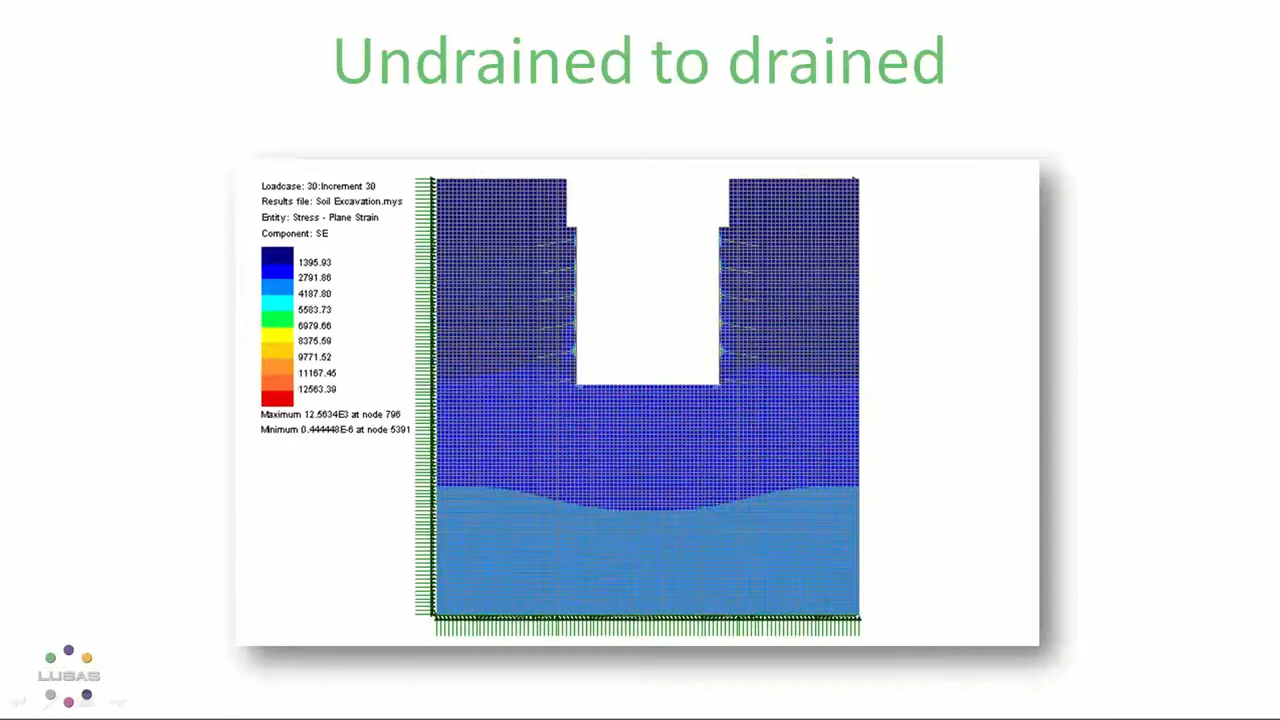 Undrained to drained
Loadcase: 30:Increment 30
Results file: Soil Excavation.mys
Entity: Stress - Plane Strain
Component: SE
1395.93
2791.86
4187.80
5583.73
6979.66
8375.59
9771.52
11167.45
12563.39
Maximum 12.5634E3 at node 796
Minimum 0.444448E-6 at node 5391
LUSAS